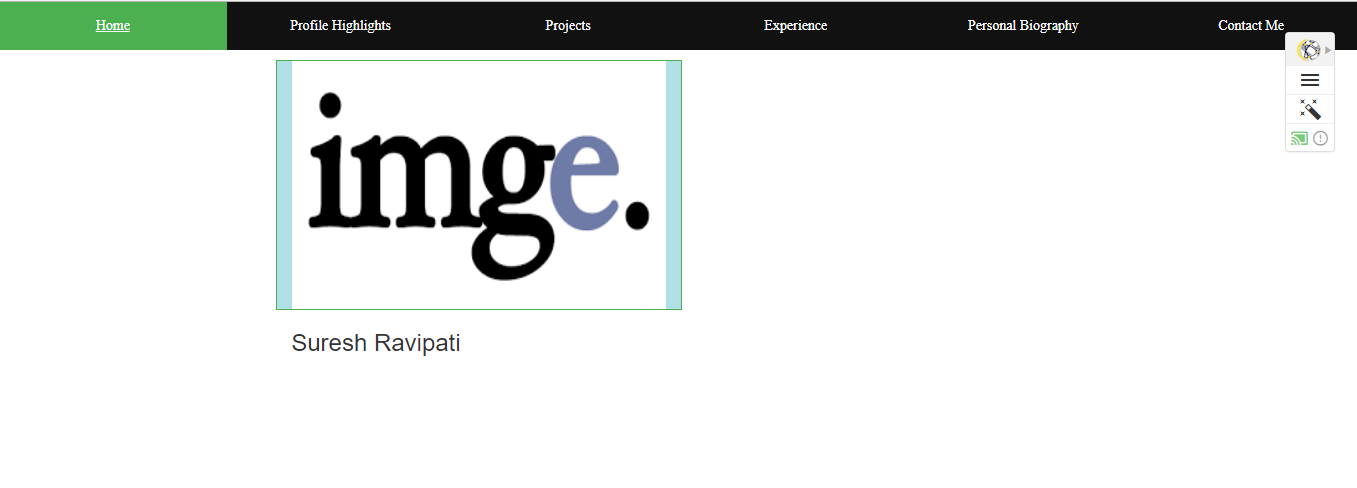 Home Profile Highlights Projects Experience Personal Biography Contact Me
imge.
Suresh Ravipati